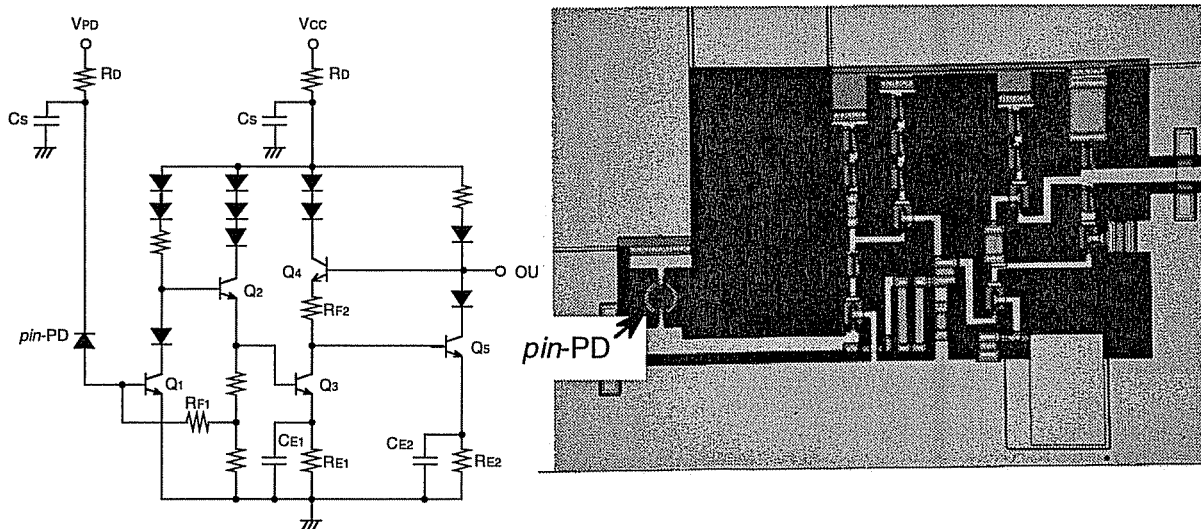 VPD
VCC
RD
RD
CS
CS
Q4
OU
Q2
RF2
pin-PD
Q5
Q1
Q3
RF1
CE1
RE1
CE2
RE2
pin-PD